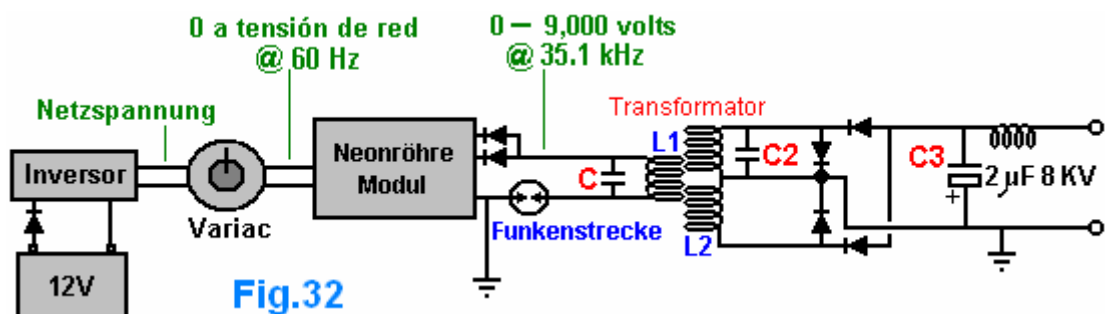 0 a tensión de red
@ 60 Hz
0 – 9,000 volts
@ 35.1 kHz
Netzspannung
Transformator
Inversor
Variac
Neonröhre
Modul
C
L1
C2
C3
2 µF 8 KV
+
Funkenstrecke
L2
12V
Fig.32